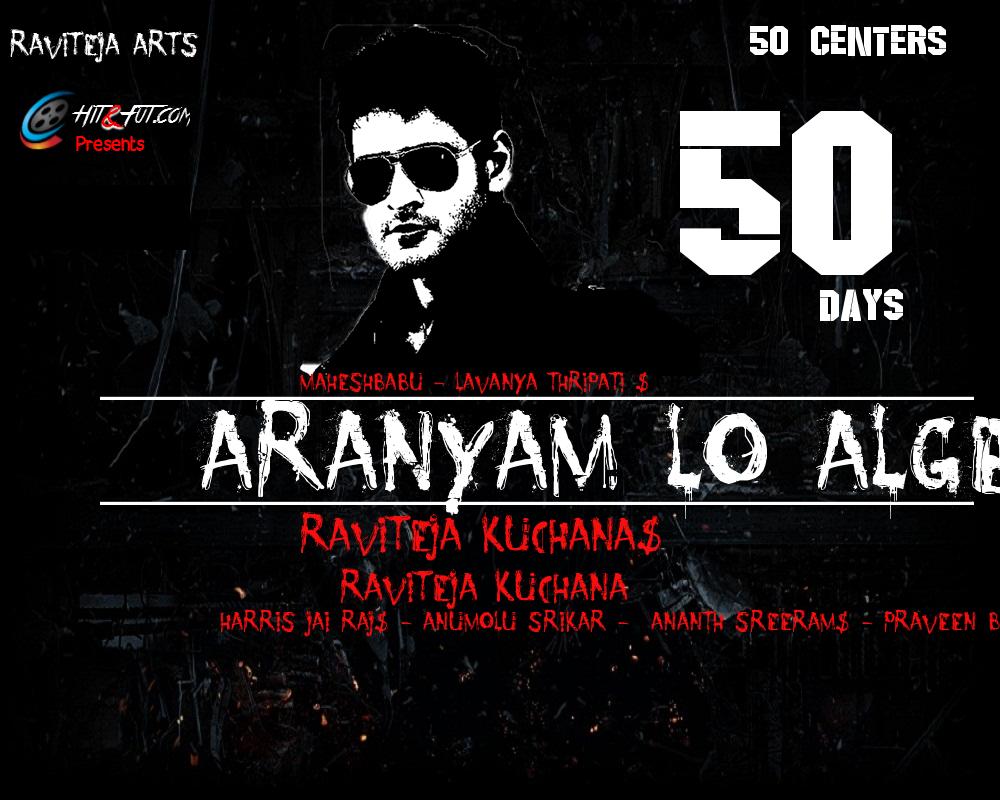 RAVITEJA ARTS
50 CENTERS
HIT&FUT.COM
Presents
50
DAYS
MAHESHBABU - LAVANYA THRIPATI $
ARANYAM LO ALGE
RAVITEJA KUCHANA$
RAVITEJA KUCHANA
HARRIS JAI RAJ$ - ANUMOLU SRIKAR - ANANTH SREERAM$ - PRAVEEN B